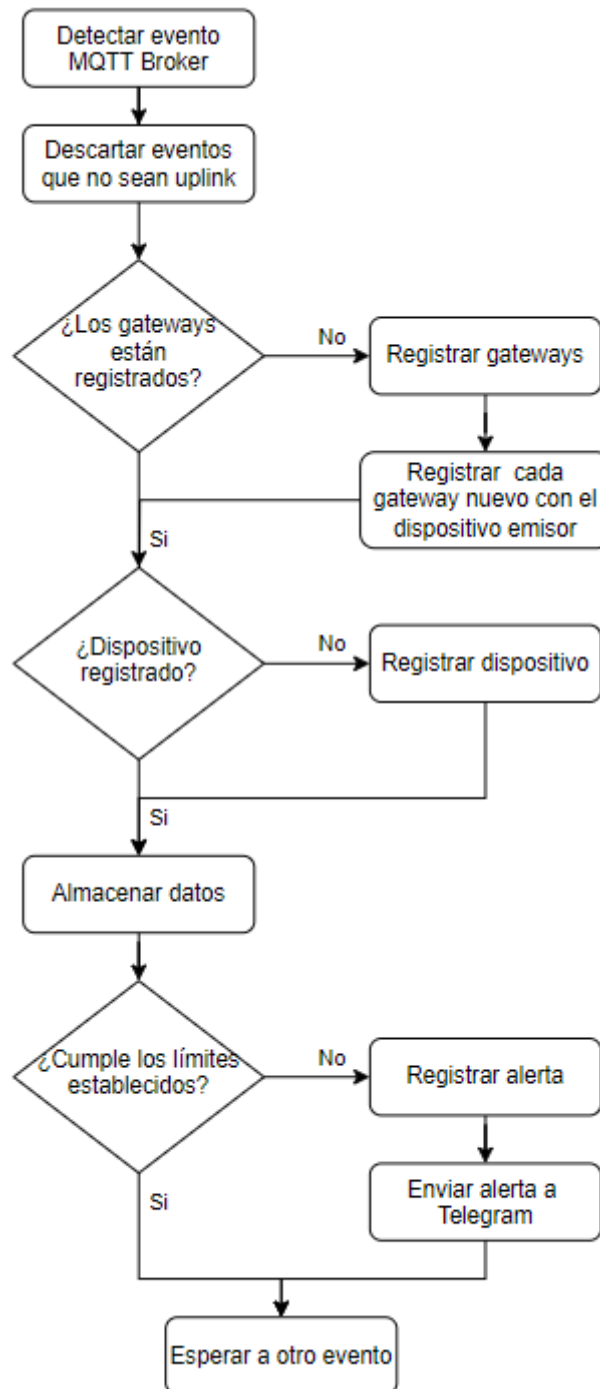 Detectar evento
MQTT Broker
Descartar eventos
que no sean uplink
¿Los gateways
están
registrados?
No
Registrar gateways
Registrar cada
gateway nuevo con el
dispositivo emisor
Si
¿Dispositivo
registrado?
No
Registrar dispositivo
Si
Almacenar datos
¿Cumple los límites
establecidos?
No
Registrar alerta
Enviar alerta a
Telegram
Si
Esperar a otro evento